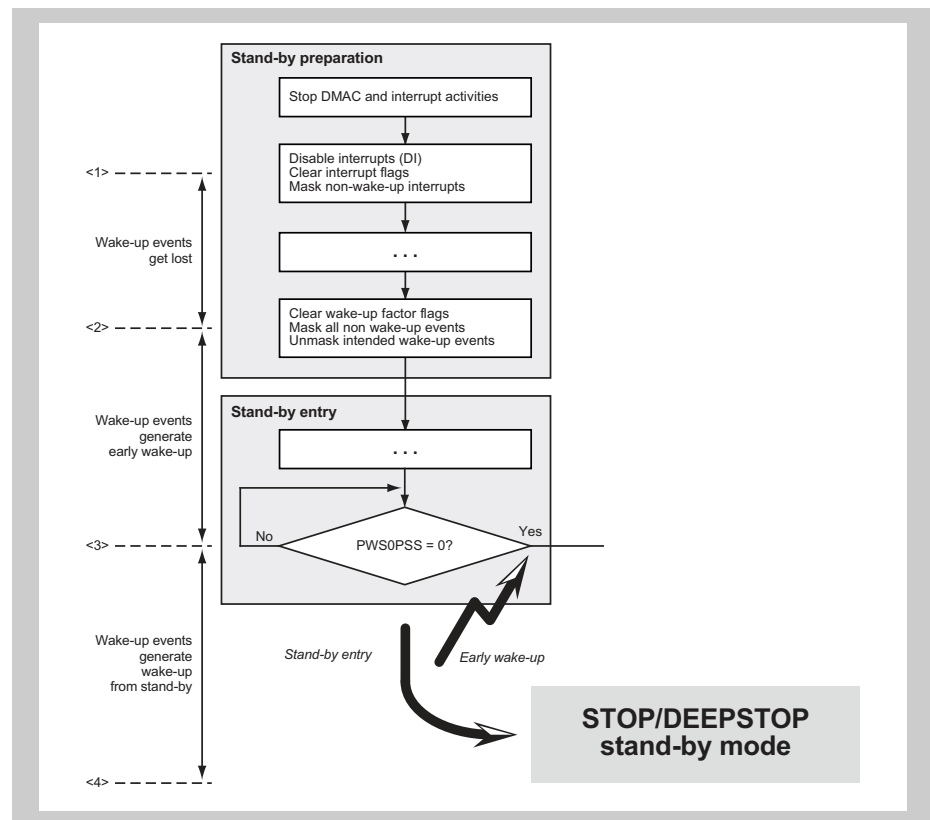 Stand-by preparation
Stop DMAC and interrupt activities
Disable interrupts (DI)
Clear interrupt flags
Mask non-wake-up interrupts
<1>
Wake-up events
get lost
. . .
<2>
Clear wake-up factor flags
Mask all non wake-up events
Unmask intended wake-up events
Stand-by entry
Wake-up events
generate
early wake-up
. . .
No
Yes
<3>
PWS0PSS = 0?
Wake-up events
generate
wake-up
from stand-by
Stand-by entry
Early wake-up
STOP/DEEPSTOP
stand-by mode
<4>